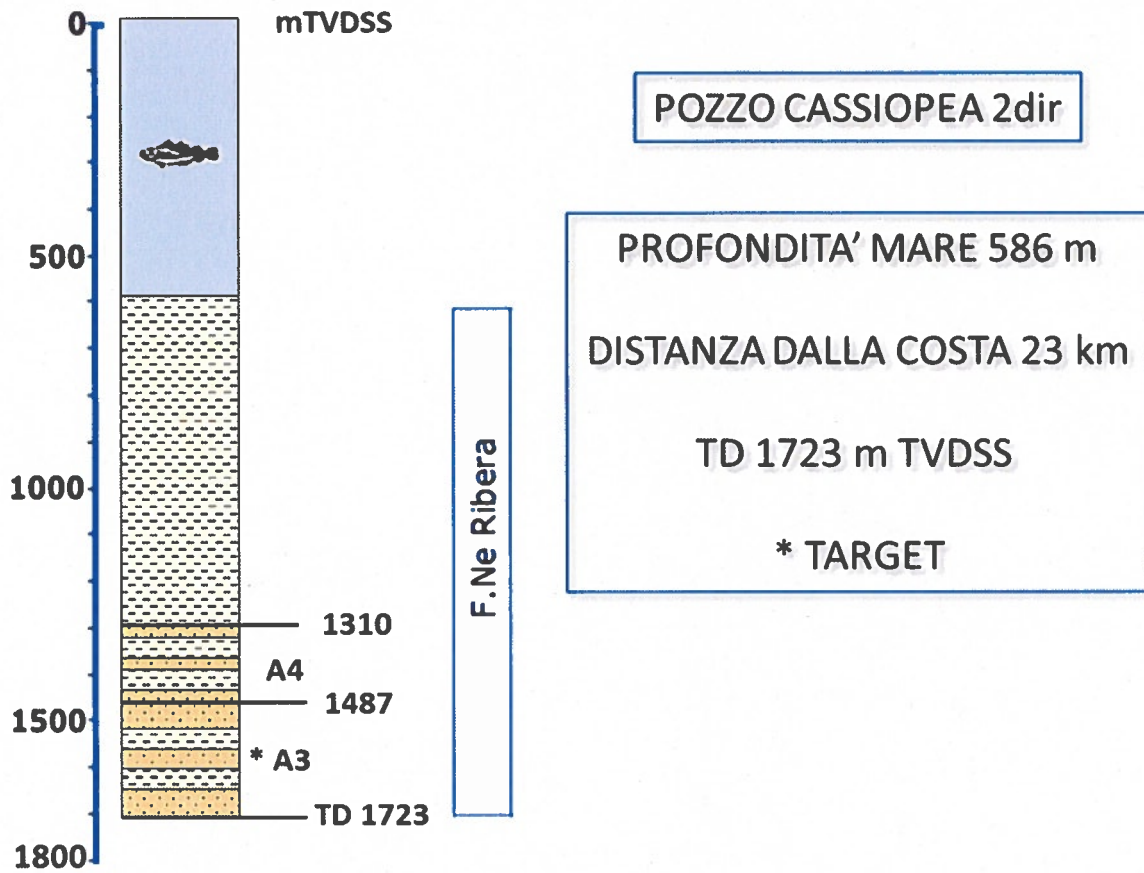 mTVDSS
0
500
1000
1500
1800
1310
A4
1487
* A3
TD 1723
F.Ne Ribera
POZZO CASSIOPEA 2dir
PROFONDITA’ MARE 586 m
DISTANZA DALLA COSTA 23 km
TD 1723 m TVDSS
* TARGET